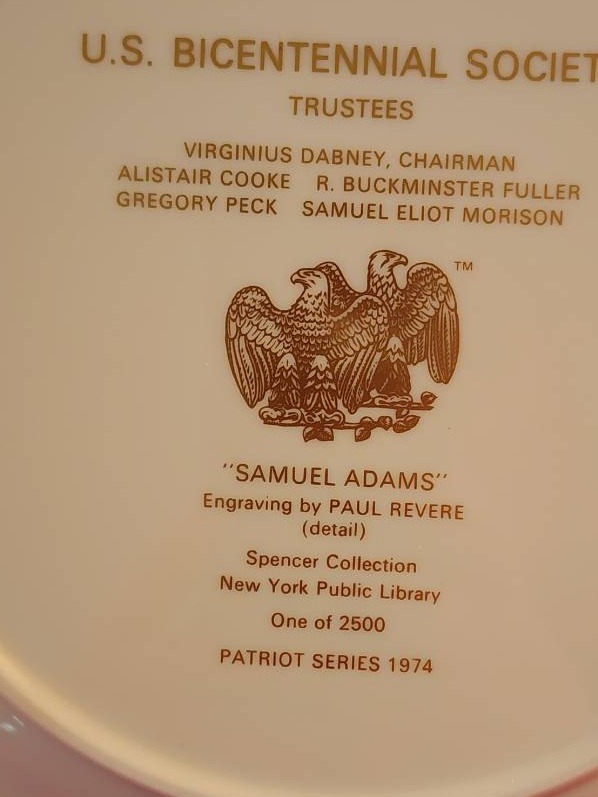 U.S. BICENTENNIAL SOCIET
TRUSTEES
VIRGINIUS DABNEY, CHAIRMAN
ALISTAIR COOKE R. BUCKMINSTER FULLER
GREGORY PECK SAMUEL ELIOT MORISON
TM
"SAMUEL ADAMS"
Engraving by PAUL REVERE
(detail)
Spencer Collection
New York Public Library
One of 2500
PATRIOT SERIES 1974